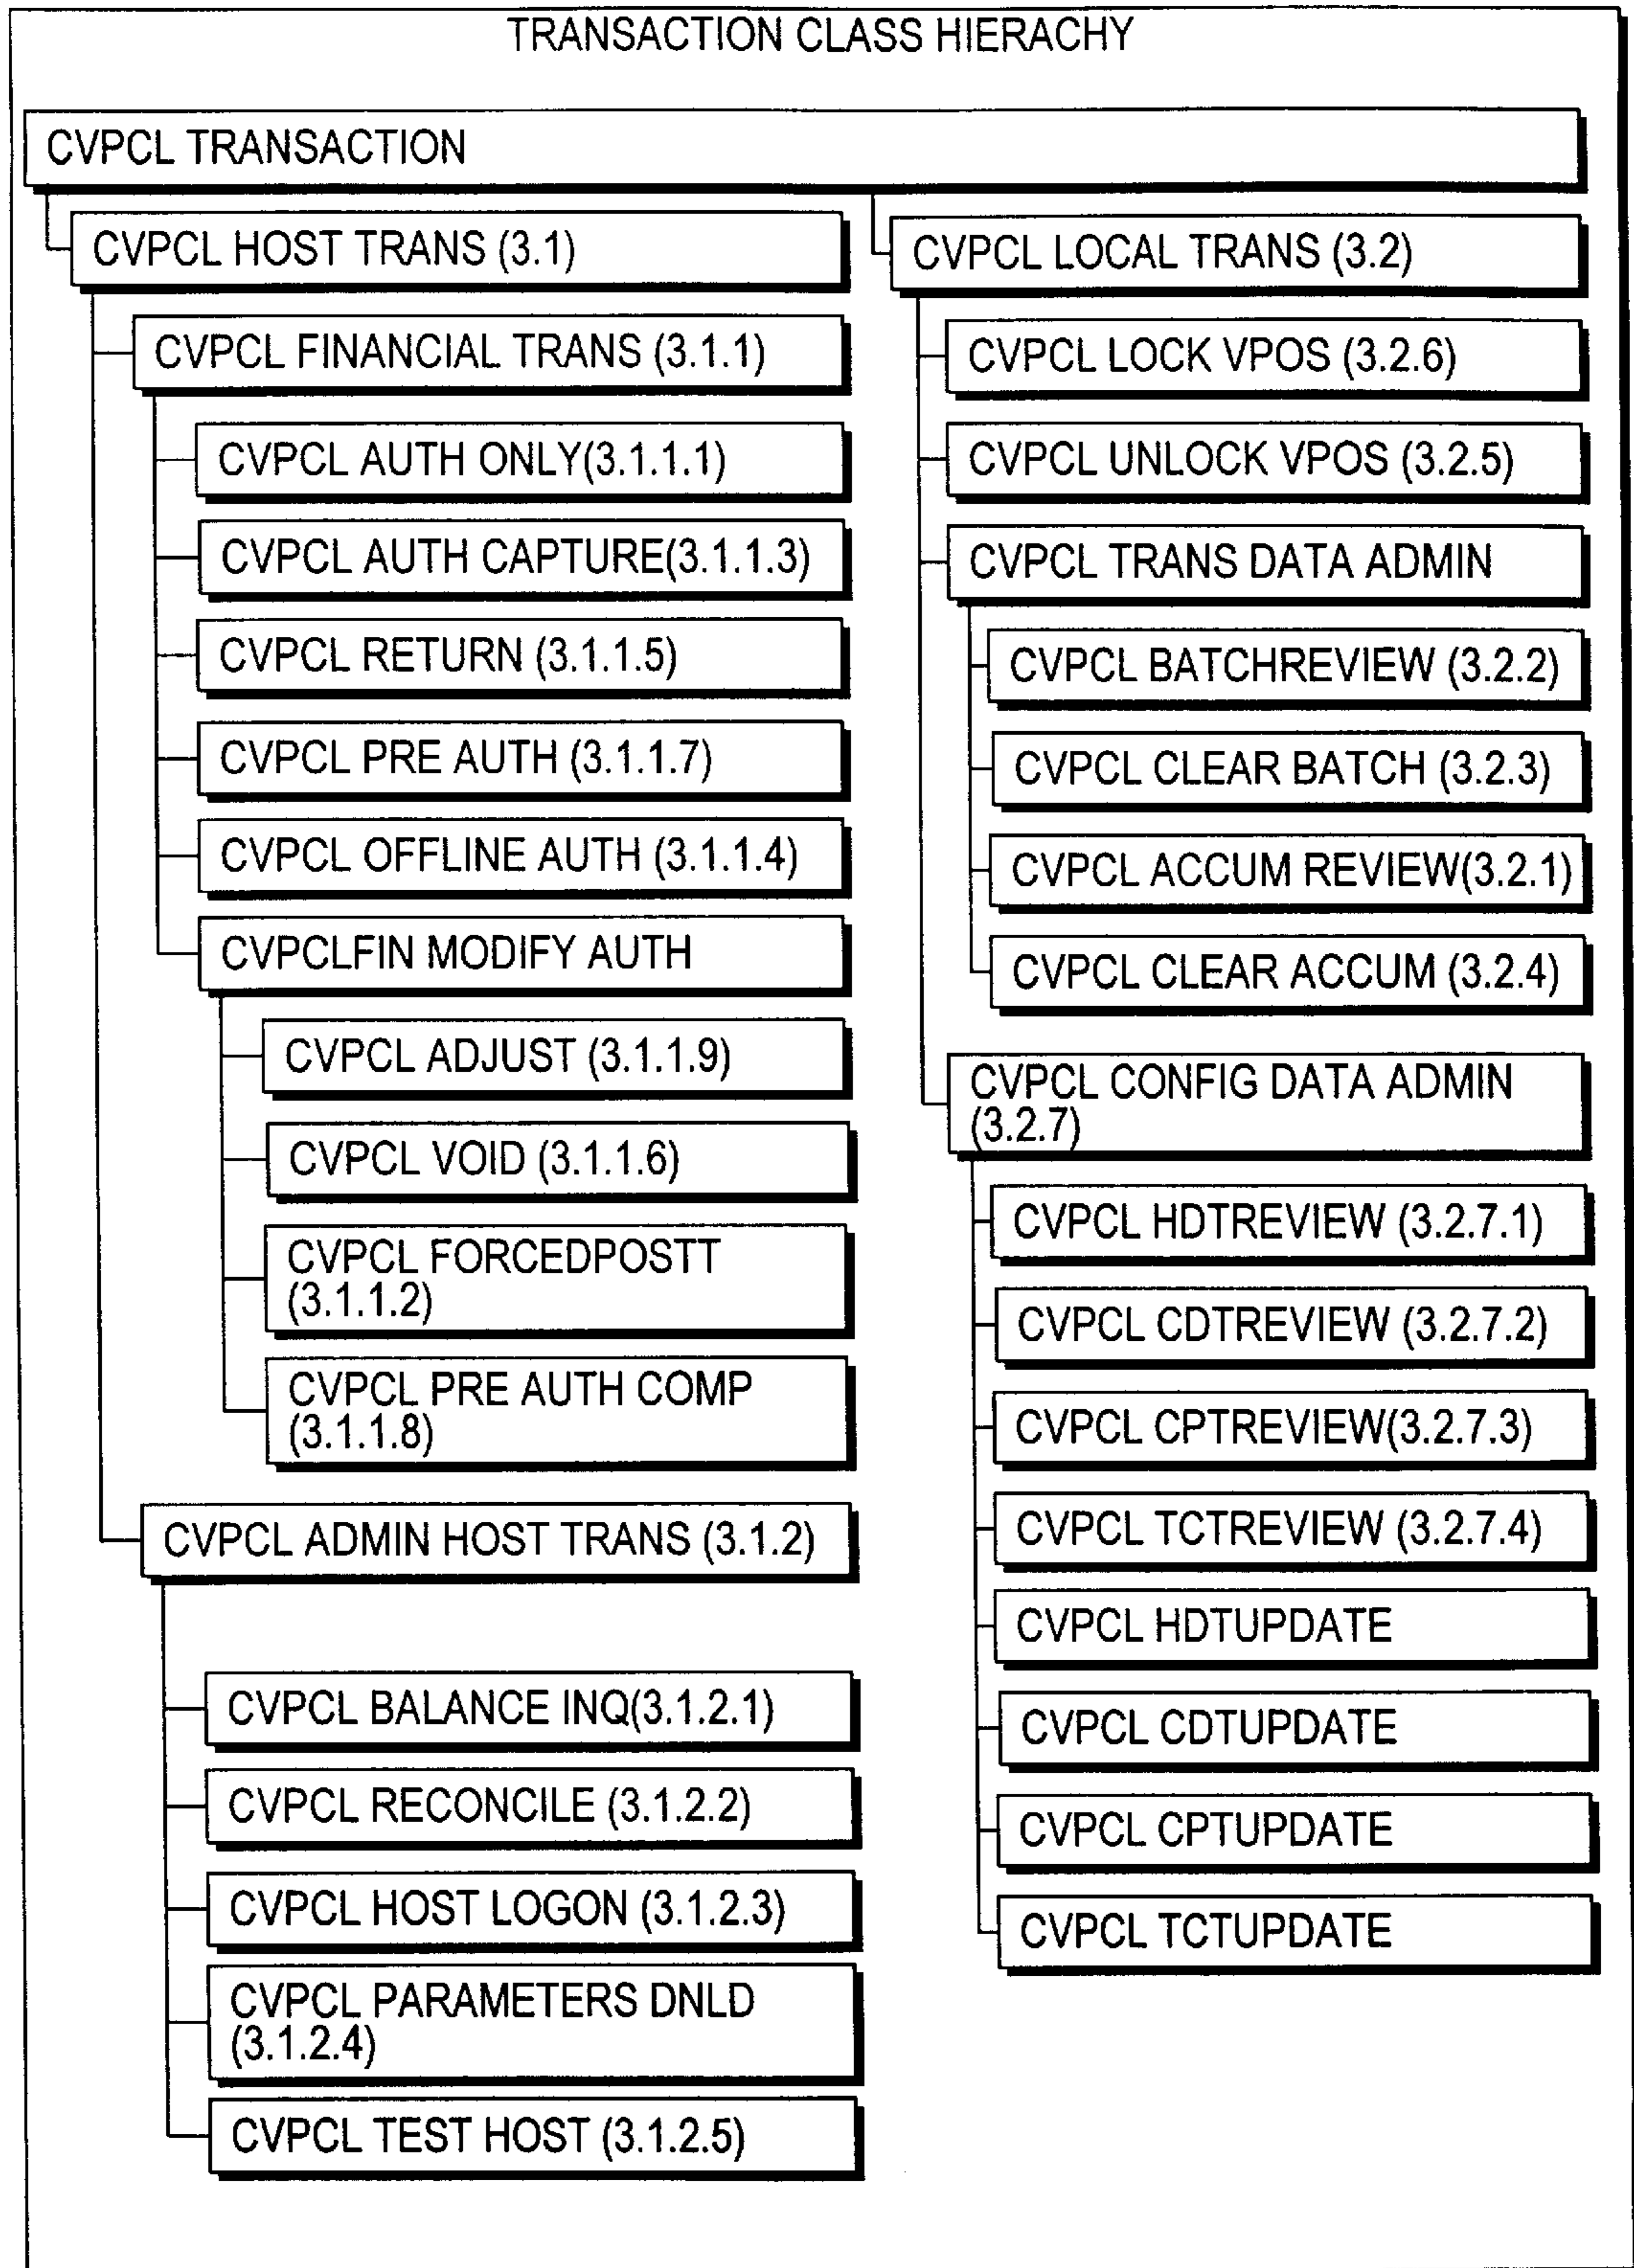 TRANSACTION CLASS HIERACHY
CVPCL TRANSACTION
CVPCL HOST TRANS (3.1)
CVPCL FINANCIAL TRANS (3.1.1)
CVPCL AUTH ONLY(3.1.1.1)
CVPCL AUTH CAPTURE(3.1.1.3)
CVPCL RETURN (3.1.1.5)
CVPCL PRE AUTH (3.1.1.7)
CVPCL OFFLINE AUTH (3.1.1.4)
CVPCLFIN MODIFY AUTH
CVPCL ADJUST (3.1.1.9)
CVPCL VOID (3.1.1.6)
CVPCL FORCEDPOSTT
(3.1.1.2)
CVPCL PRE AUTH COMP
(3.1.1.8)
CVPCL ADMIN HOST TRANS (3.1.2)
CVPCL BALANCE INQ(3.1.2.1)
CVPCL RECONCILE (3.1.2.2)
CVPCL HOST LOGON (3.1.2.3)
CVPCL PARAMETERS DNLD
(3.1.2.4)
CVPCL TEST HOST (3.1.2.5)
CVPCL LOCAL TRANS (3.2)
CVPCL LOCK VPOS (3.2.6)
CVPCL UNLOCK VPOS (3.2.5)
CVPCL TRANS DATA ADMIN
CVPCL BATCHREVIEW (3.2.2)
CVPCL CLEAR BATCH (3.2.3)
CVPCL ACCUM REVIEW(3.2.1)
CVPCL CLEAR ACCUM (3.2.4)
CVPCL CONFIG DATA ADMIN
(3.2.7)
CVPCL HDTREVIEW (3.2.7.1)
CVPCL CDTREVIEW (3.2.7.2)
CVPCL CPTREVIEW(3.2.7.3)
CVPCL TCTREVIEW (3.2.7.4)
CVPCL HDTUPDATE
CVPCL CDTUPDATE
CVPCL CPTUPDATE
CVPCL TCTUPDATE